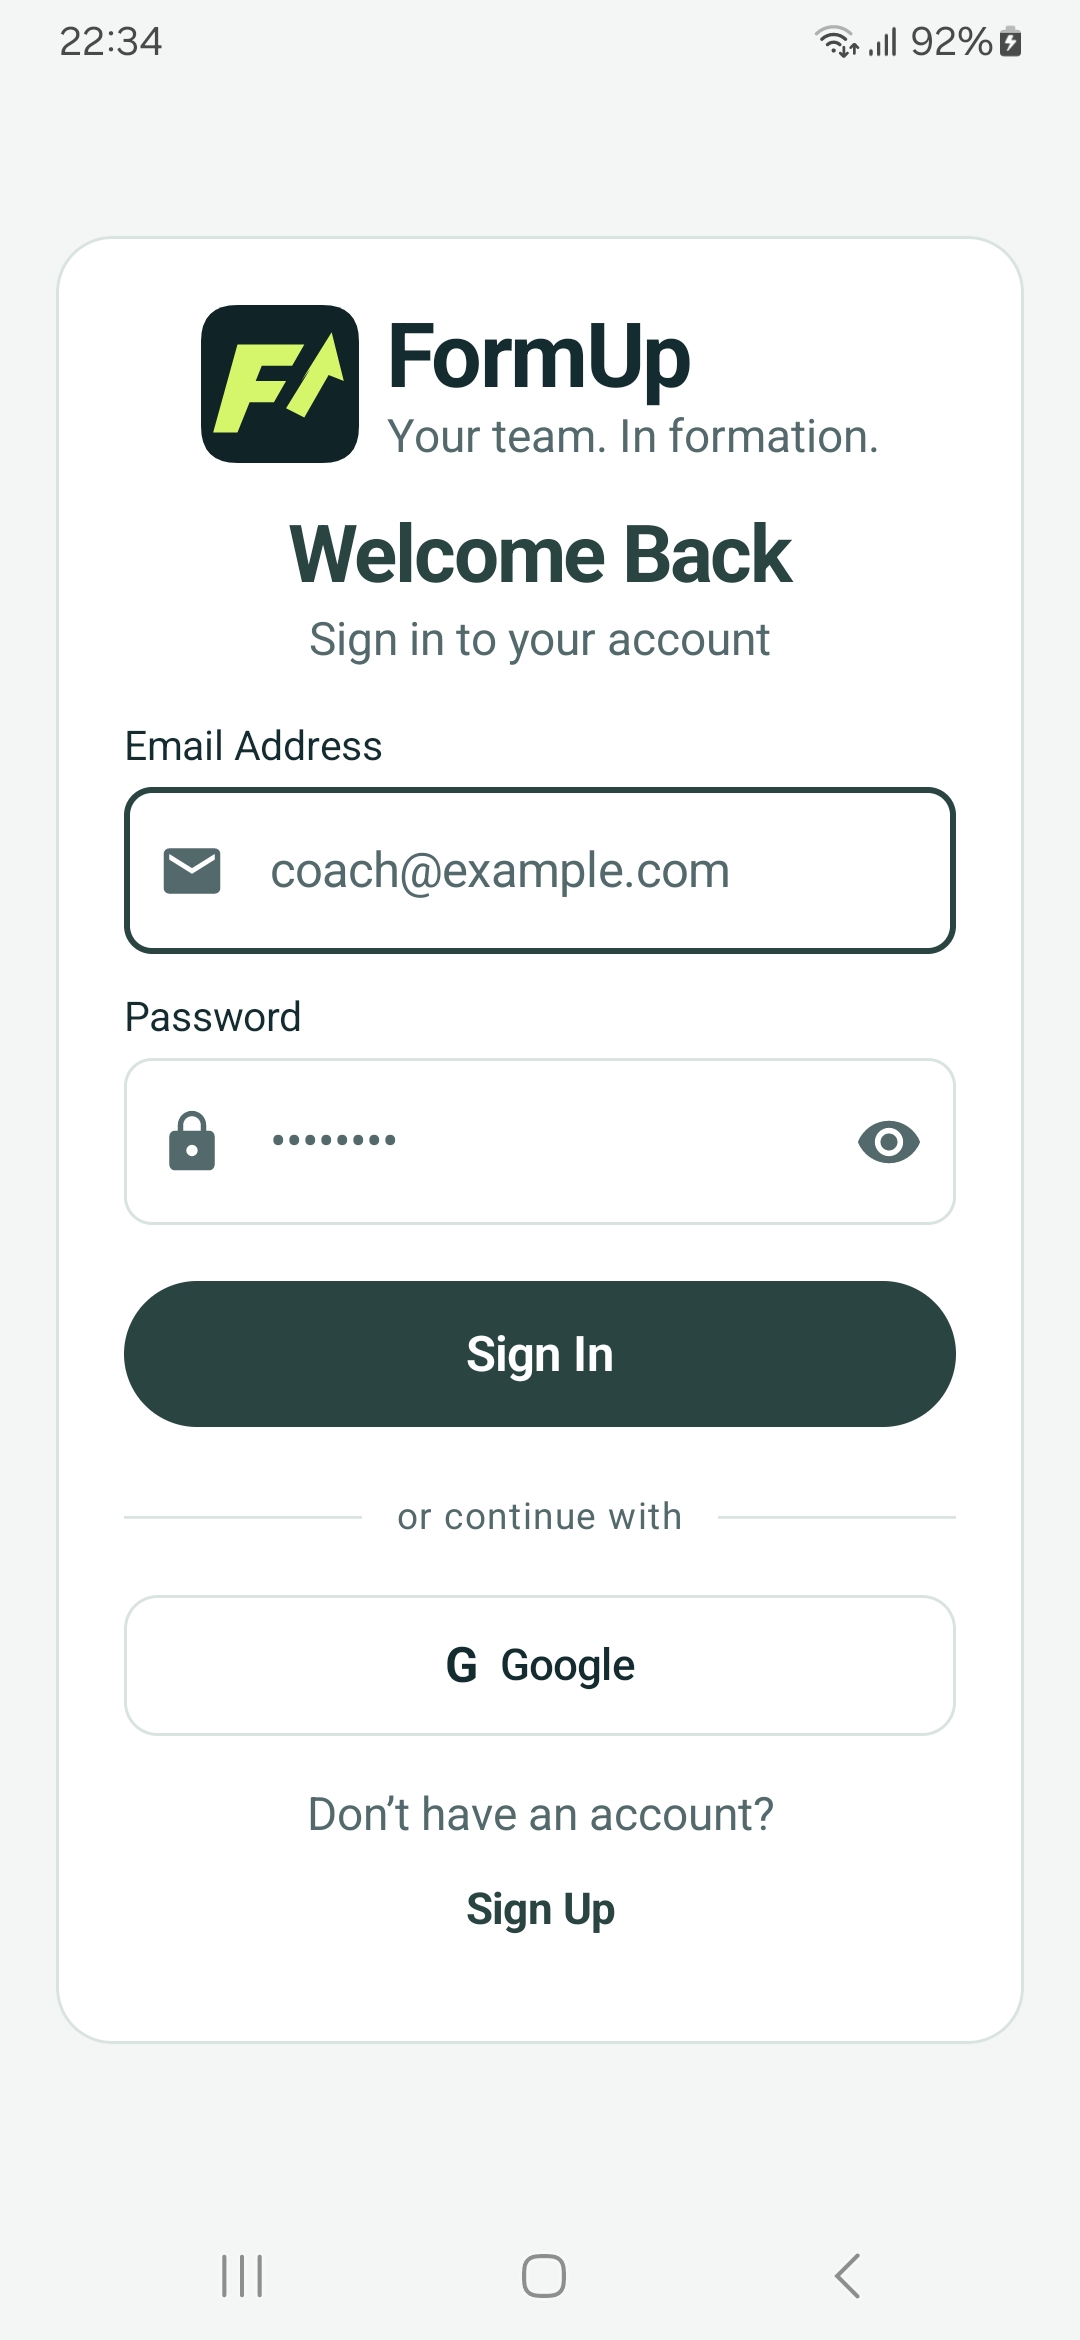 22:34
92%
FormUp
Your team. In formation.
Welcome Back
Sign in to your account
Email Address
coach@example.com
Password
••••••••
Sign In
or continue with
G Google
Don’t have an account?
Sign Up